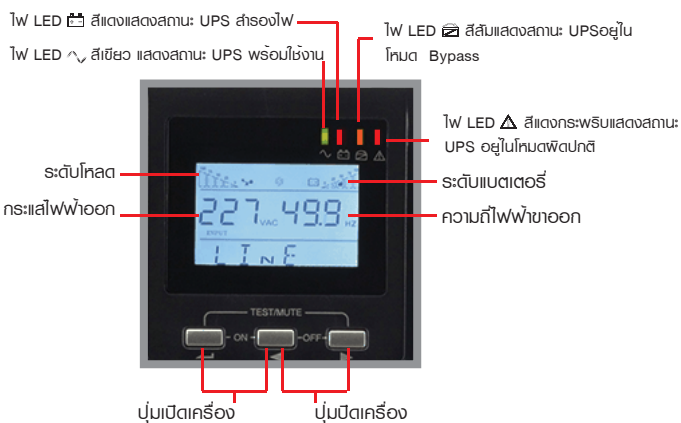 ไฟ LED สีแดงแสดงสถานะ UPS สำรองไฟ
ไฟ LED สีเขียว แสดงสถานะ UPS พร้อมใช้งาน
ไฟ LED สีส้มแสดงสถานะ UPSอยู่ใน
โหมด Bypass
ไฟ LED สีแดงกระพริบแสดงสถานะ
UPS อยู่ในโหมดผิดปกติ
ระดับโหลด
ระดับแบตเตอรี่
กระแสไฟฟ้าออก
ความถี่ไฟฟ้าขาออก
227 VAC 49.9 HZ
INPUT
LINE
TEST/MUTE
ON OFF
ปุ่มเปิดเครื่อง
ปุ่มปิดเครื่อง